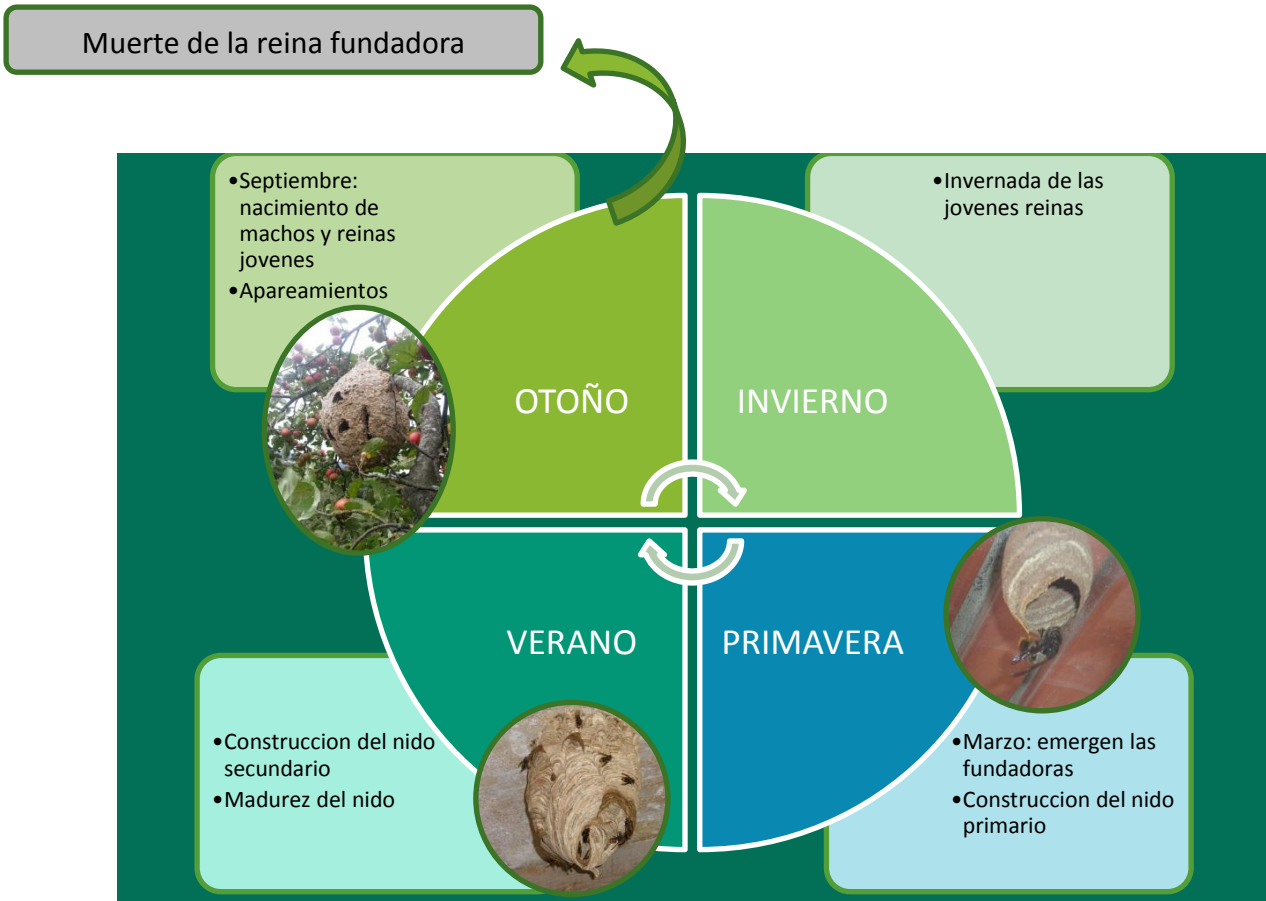 Muerte de la reina fundadora
•Septiembre:
nacimiento de
machos y reinas
jovenes
•Apareamientos
•Invernada de las
jovenes reinas
OTOÑO
INVIERNO
VERANO
PRIMAVERA
•Construccion del nido
secundario
•Madurez del nido
•Marzo: emergen las
fundadoras
•Construccion del nido
primario